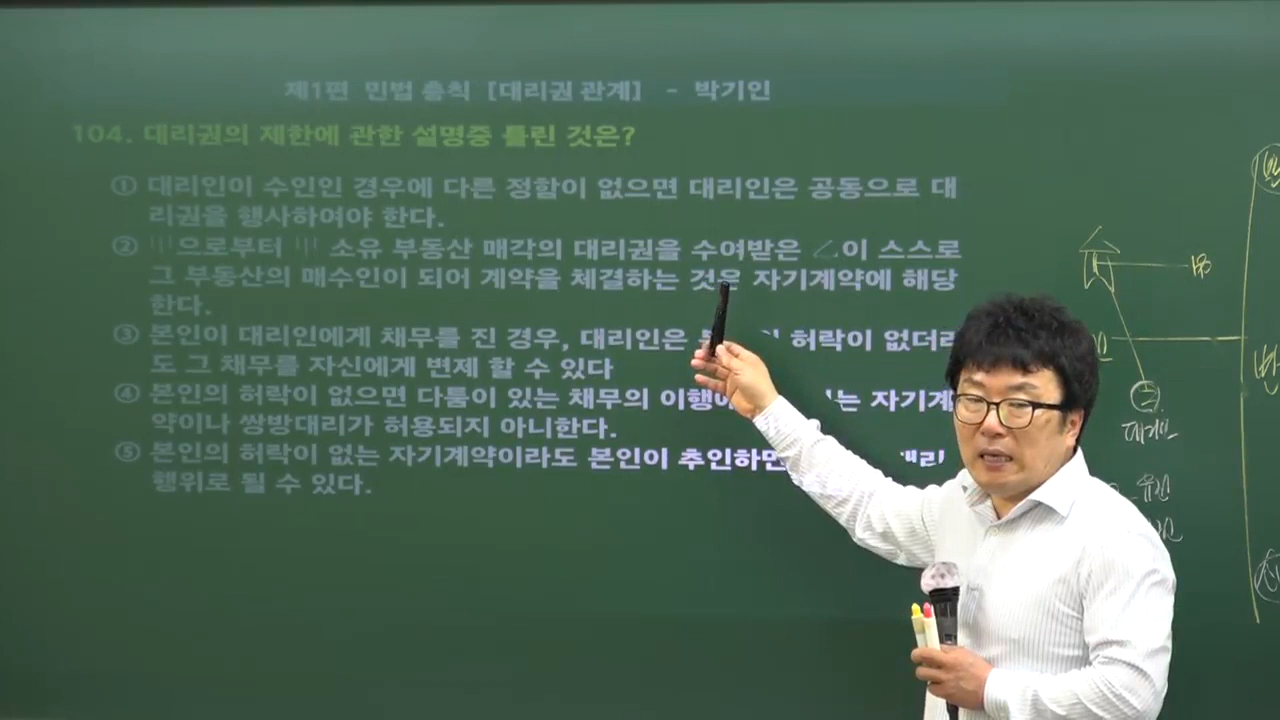 제1편 민법 총칙 [대리권 관계] - 박기인
104. 대리권의 제한에 관한 설명중 틀린 것은?
① 대리인이 수인인 경우에 다른 정함이 없으면 대리인은 공동으로 대
리권을 행사하여야 한다.
② 甲으로부터 甲 소유 부동산 매각의 대리권을 수여받은 乙이 스스로
그 부동산의 매수인이 되어 계약을 체결하는 것은 자기계약에 해당
한다.
③ 본인이 대리인에게 채무를 진 경우, 대리인은 허락이 없더라
도 그 채무를 자신에게 변제 할 수 있다
④ 본인의 허락이 없으면 다툼이 있는 채무의 이행에 는 자기계
약이나 쌍방대리가 허용되지 아니한다.
⑤ 본인의 허락이 없는 자기계약이라도 본인이 추인하면 대리
행위로 될 수 있다.